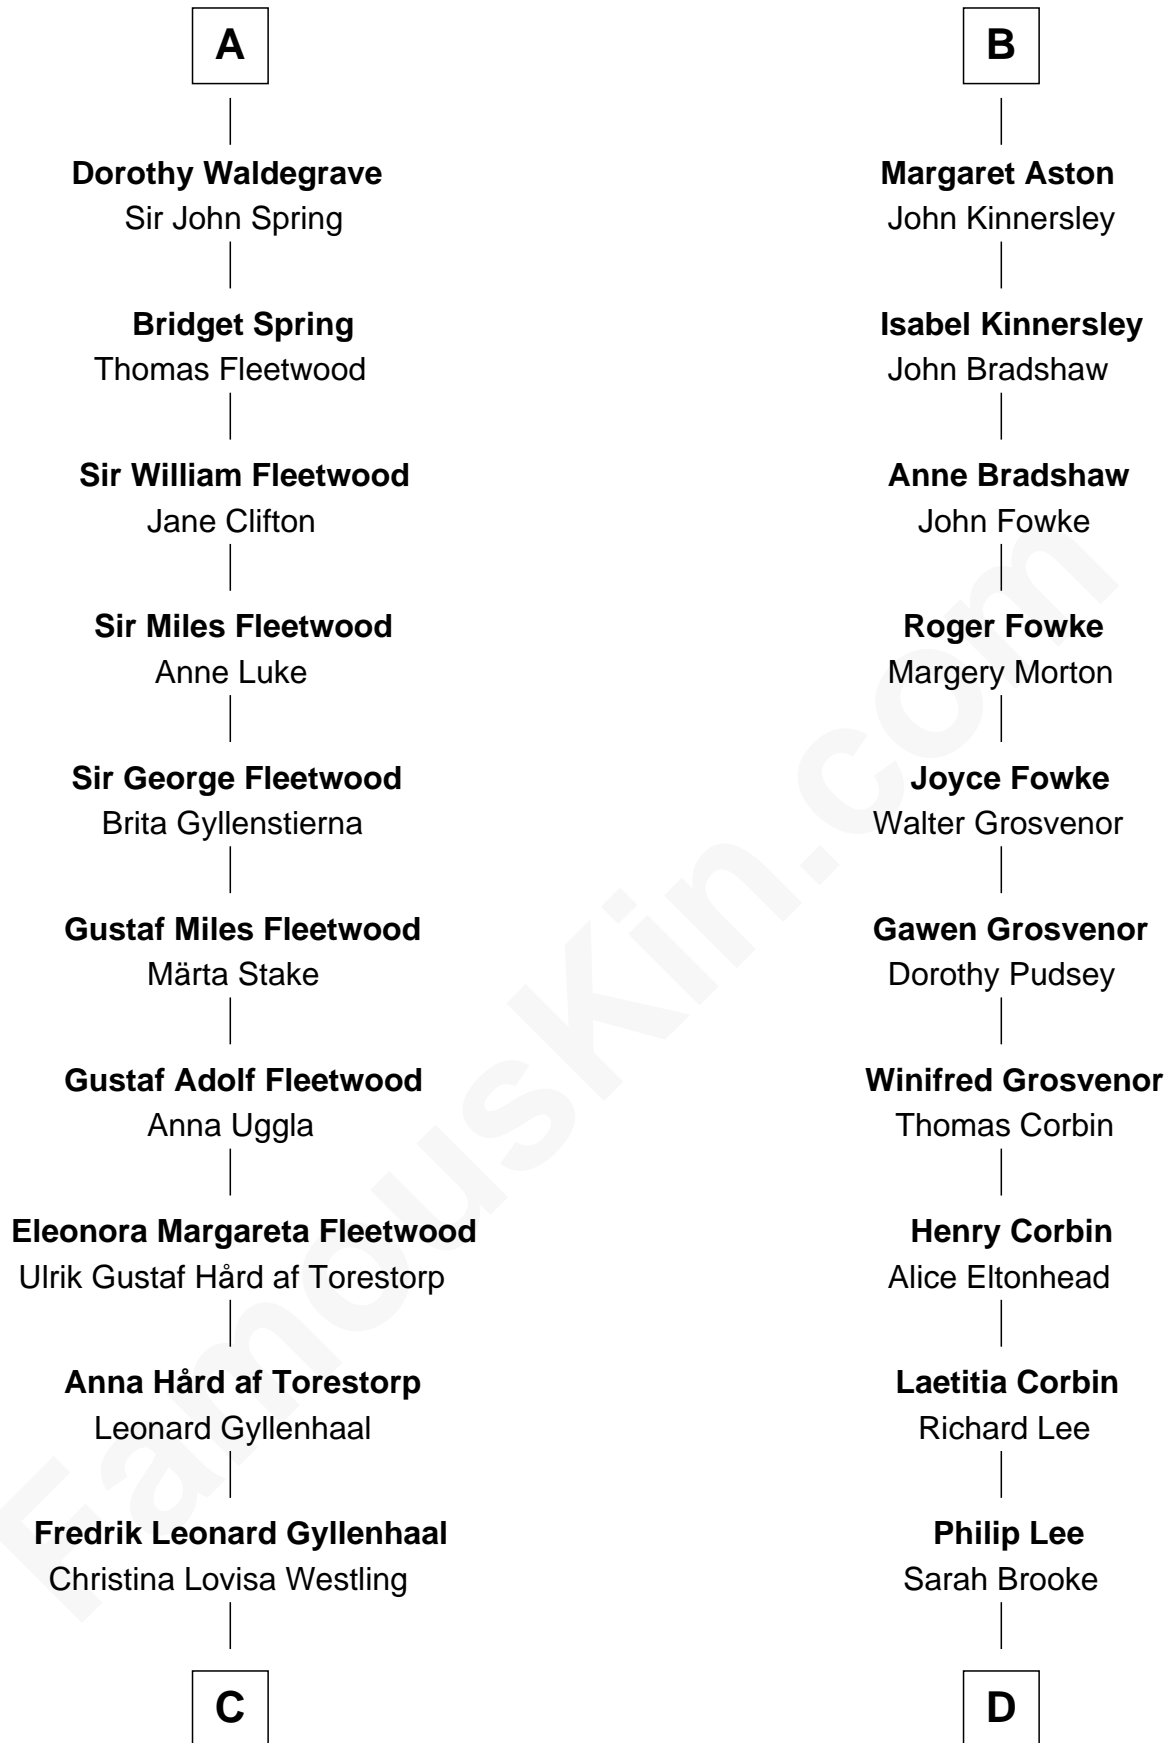 A
Dorothy Waldegrave
Sir John Spring
Bridget Spring
Thomas Fleetwood
Sir William Fleetwood
Jane Clifton
Sir Miles Fleetwood
Anne Luke
Sir George Fleetwood
Brita Gyllenstierna
Gustaf Miles Fleetwood
Märta Stake
Gustaf Adolf Fleetwood
Anna Uggla
Eleonora Margareta Fleetwood
Ulrik Gustaf Hård af Torestorp
Anna Hård af Torestorp
Leonard Gyllenhaal
Fredrik Leonard Gyllenhaal
Christina Lovisa Westling
C
B
Margaret Aston
John Kinnersley
Isabel Kinnersley
John Bradshaw
Anne Bradshaw
John Fowke
Roger Fowke
Margery Morton
Joyce Fowke
Walter Grosvenor
Gawen Grosvenor
Dorothy Pudsey
Winifred Grosvenor
Thomas Corbin
Henry Corbin
Alice Eltonhead
Laetitia Corbin
Richard Lee
Philip Lee
Sarah Brooke
D
FamousKin.com